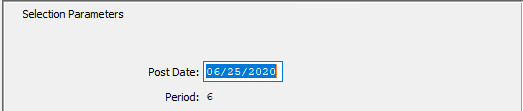 Selection Parameters
Post Date: 06/25/2020
Period: 6